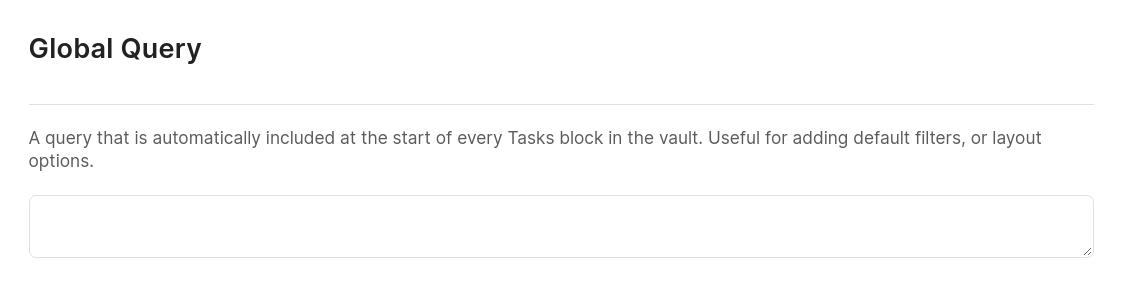 Global Query
A query that is automatically included at the start of every Tasks block in the vault. Useful for adding default filters, or layout
options.